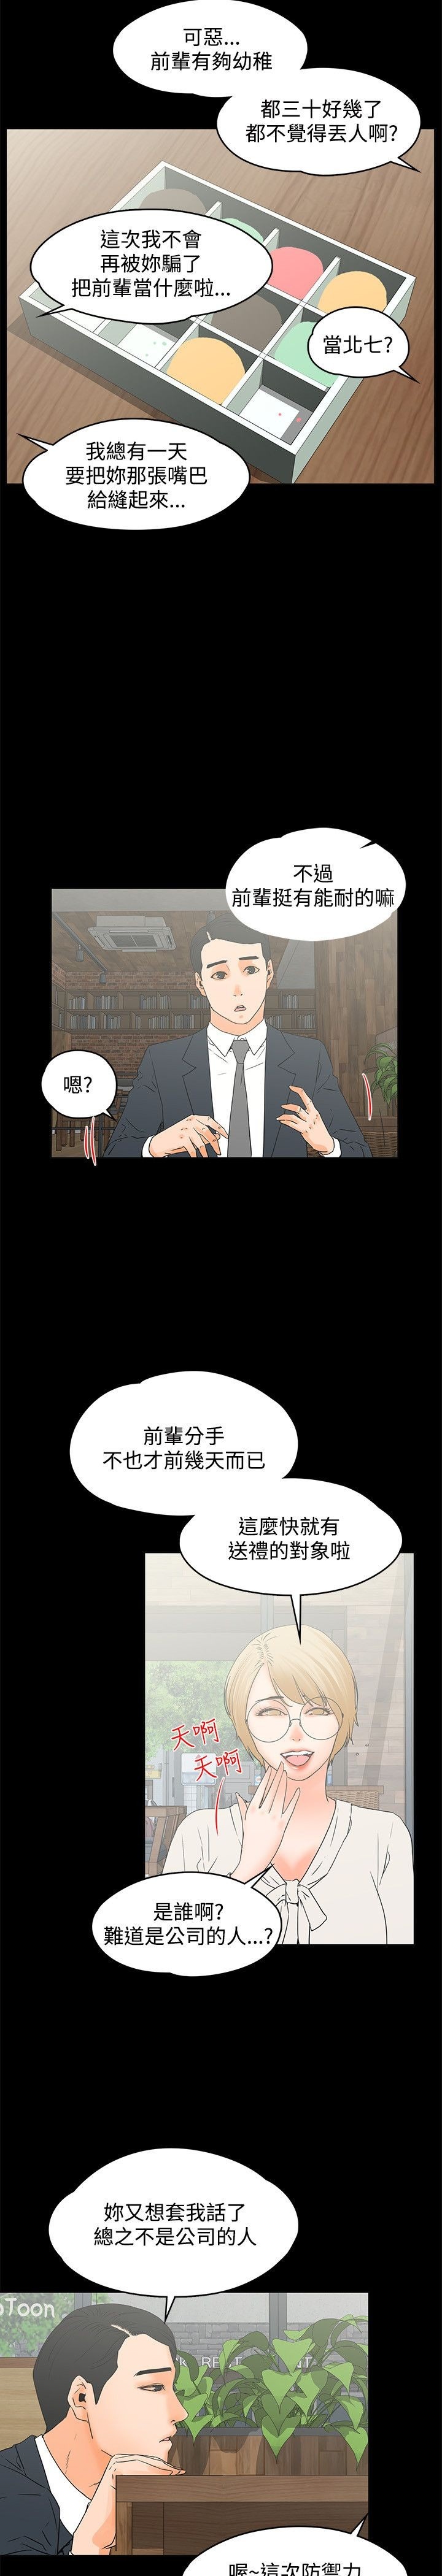 可惡...
前輩有夠幼稚
都三十好幾了
都不覺得丟人啊?
這次我不會
再被妳騙了
把前輩當什麼啦...
當北七?
我總有一天
要把妳那張嘴巴
給縫起來...
不過
前輩挺有能耐的嘛
嗯?
前輩分手
不也才前幾天而已
這麼快就有
送禮的對象啦
天啊
天啊
是誰啊?
難道是公司的人...?
妳又想套我話了
總之不是公司的人
Toon
喔~這次防禦力